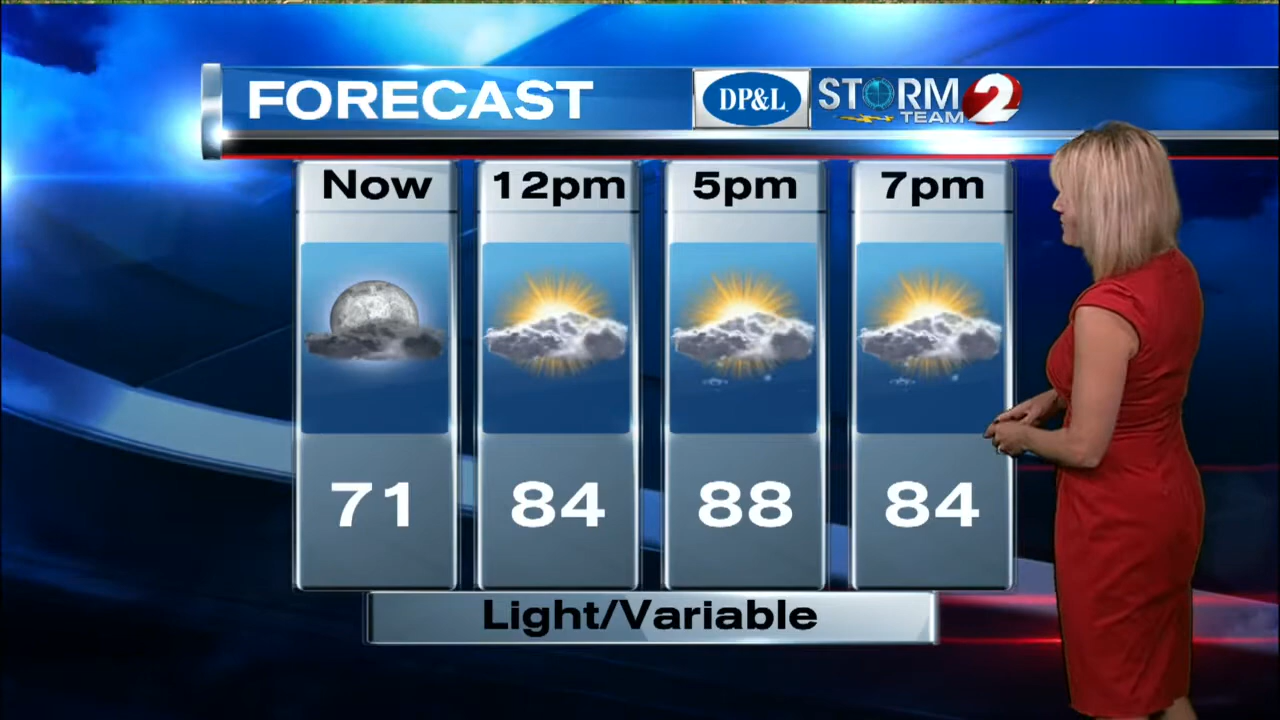 FORECAST
DP&L
STORM
TEAM
2
Now 12pm 5pm 7pm
71 84 88 84
Light/Variable